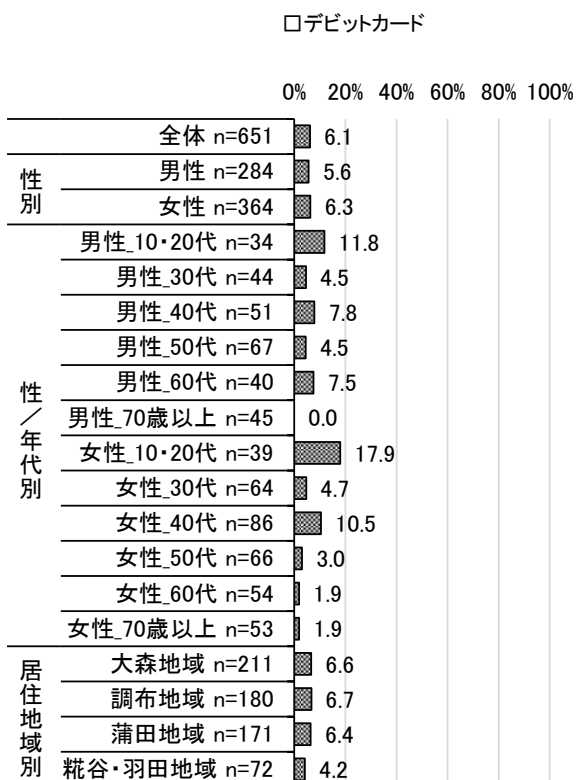 □デビットカード
0% 20% 40% 60% 80% 100%
全体 n=651 6.1
性別
男性 n=284 5.6
女性 n=364 6.3
性／年代別
男性_10・20代 n=34 11.8
男性_30代 n=44 4.5
男性_40代 n=51 7.8
男性_50代 n=67 4.5
男性_60代 n=40 7.5
男性_70歳以上 n=45 0.0
女性_10・20代 n=39 17.9
女性_30代 n=64 4.7
女性_40代 n=86 10.5
女性_50代 n=66 3.0
女性_60代 n=54 1.9
女性_70歳以上 n=53 1.9
居住地域別
大森地域 n=211 6.6
調布地域 n=180 6.7
蒲田地域 n=171 6.4
糀谷・羽田地域 n=72 4.2